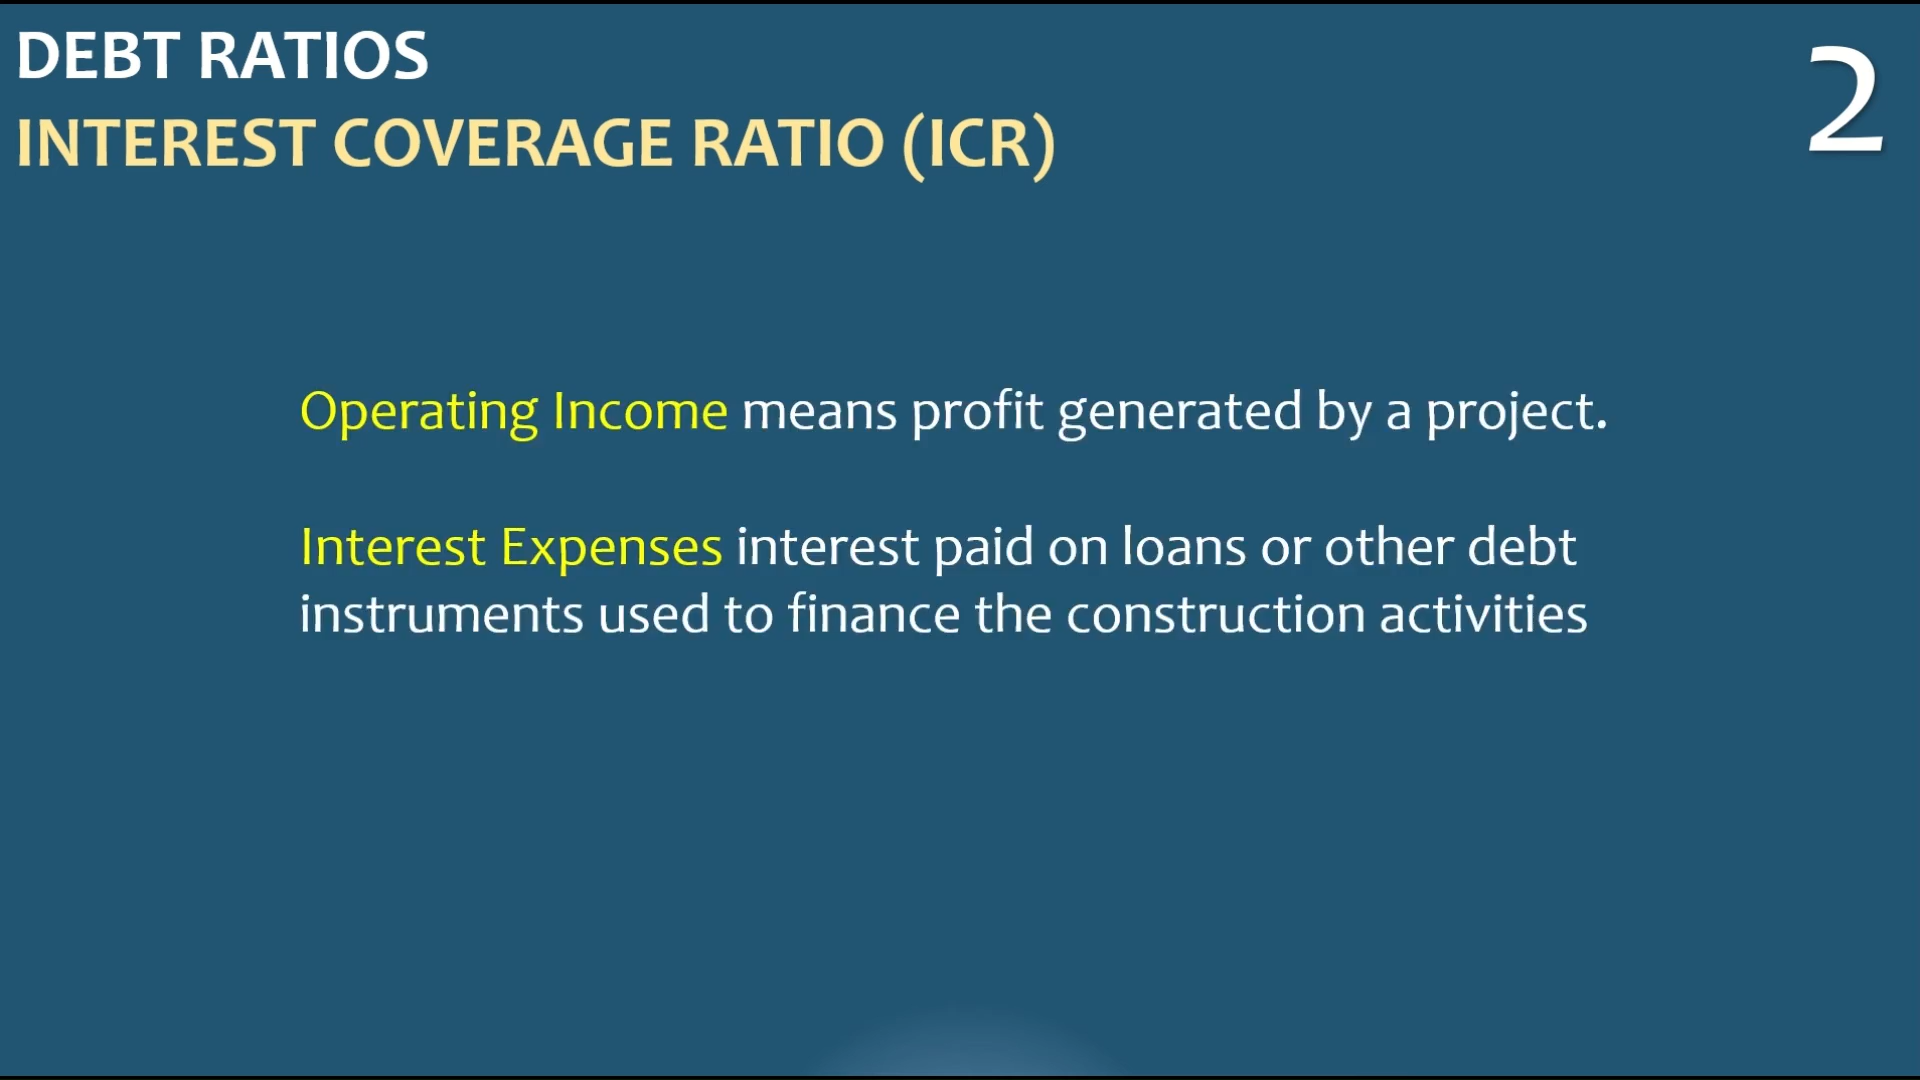 DEBT RATIOS
INTEREST COVERAGE RATIO (ICR)
2
Operating Income means profit generated by a project.
Interest Expenses interest paid on loans or other debt
instruments used to finance the construction activities